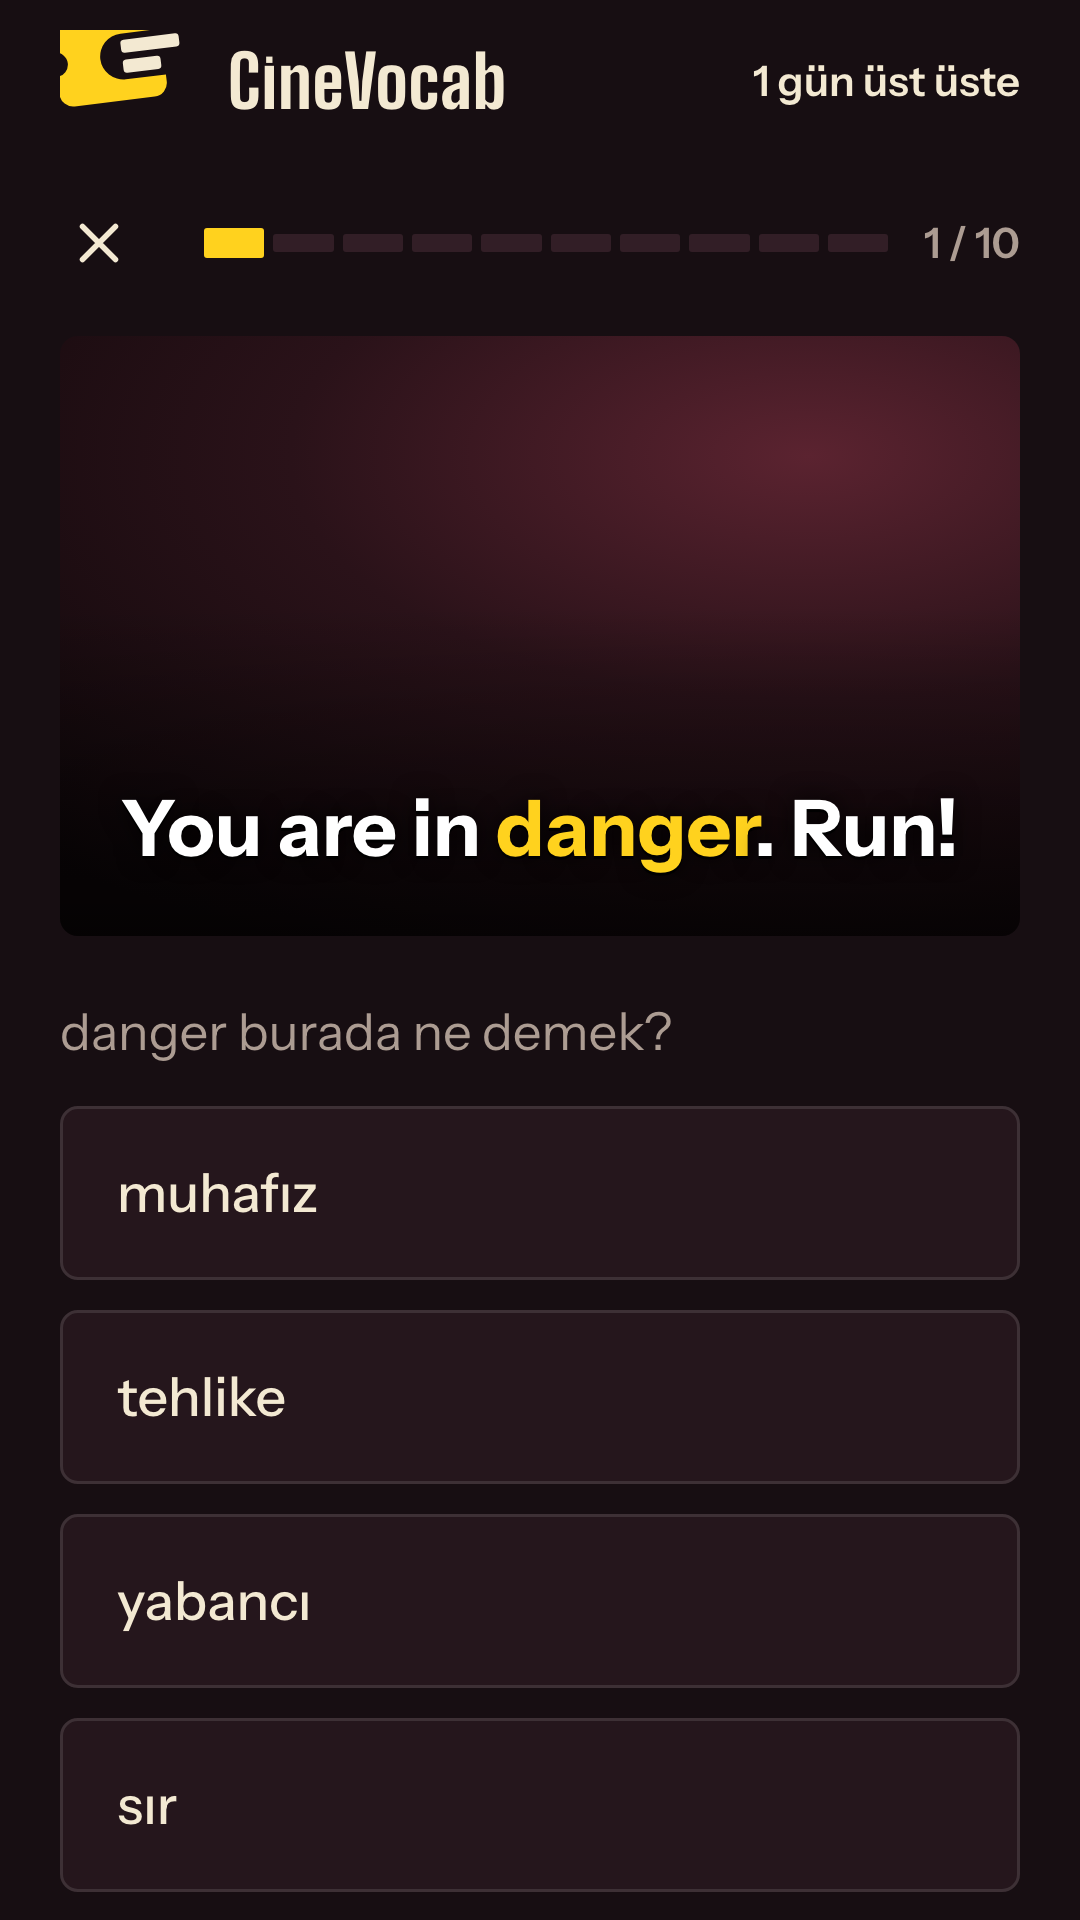 CineVocab
1 gün üst üste
1 / 10
You are in danger. Run!
danger burada ne demek?
muhafız
tehlike
yabancı
sır